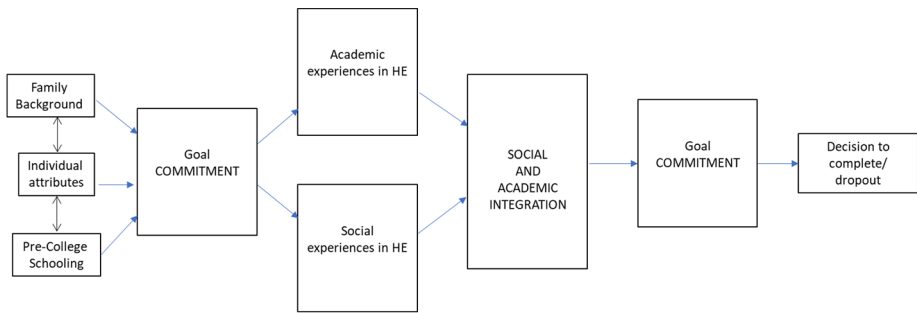 Family
Background
Individual
attributes
Pre-College
Schooling
Goal
COMMITMENT
Academic
experiences in HE
Social
experiences in HE
SOCIAL
AND
ACADEMIC
INTEGRATION
Goal
COMMITMENT
Decision to
complete/
dropout